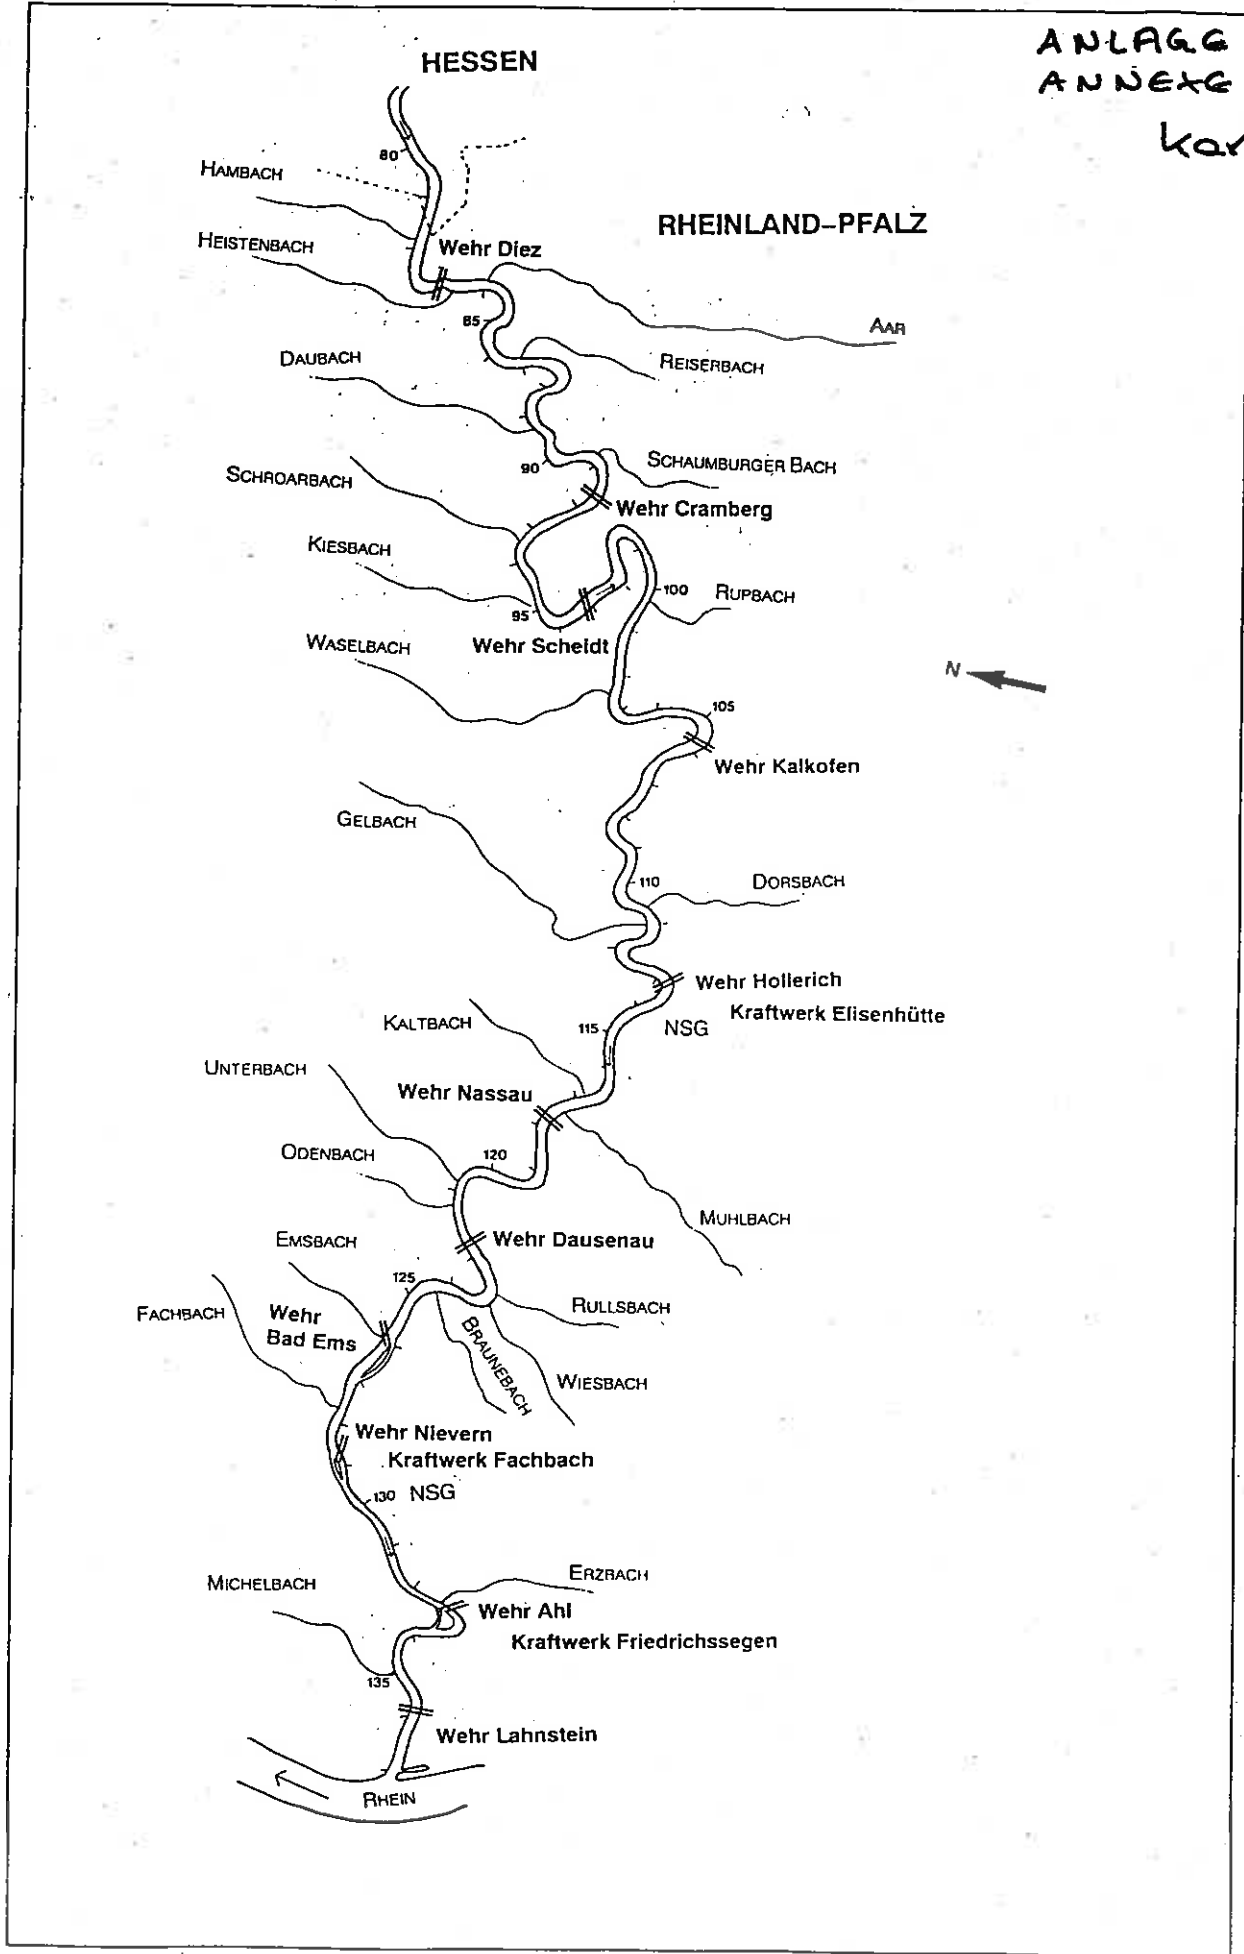 HESSEN
ANLAGE
ANNEXE
Kar
80
HAMBACH
RHEINLAND-PFALZ
HEISTENBACH
Wehr Diez
85
AAR
DAUBACH
REISERBACH
90
SCHAUMBURGER BACH
SCHROARBACH
Wehr Cramberg
KIESBACH
100
RUPBACH
95
WASELBACH
Wehr Scheidt
N
105
Wehr Kalkofen
GELBACH
110
DORSBACH
Wehr Hollerich
Kraftwerk Elisenhütte
KALTBACH
115
NSG
UNTERBACH
Wehr Nassau
ODENBACH
120
MUHLBACH
EMSBACH
Wehr Dausenau
125
FACHBACH
Wehr
Bad Ems
RULLSBACH
BRAUNEBACH
WIESBACH
Wehr Nievern
Kraftwerk Fachbach
130
NSG
MICHELBACH
ERZBACH
Wehr Ahl
Kraftwerk Friedrichssegen
135
Wehr Lahnstein
RHEIN